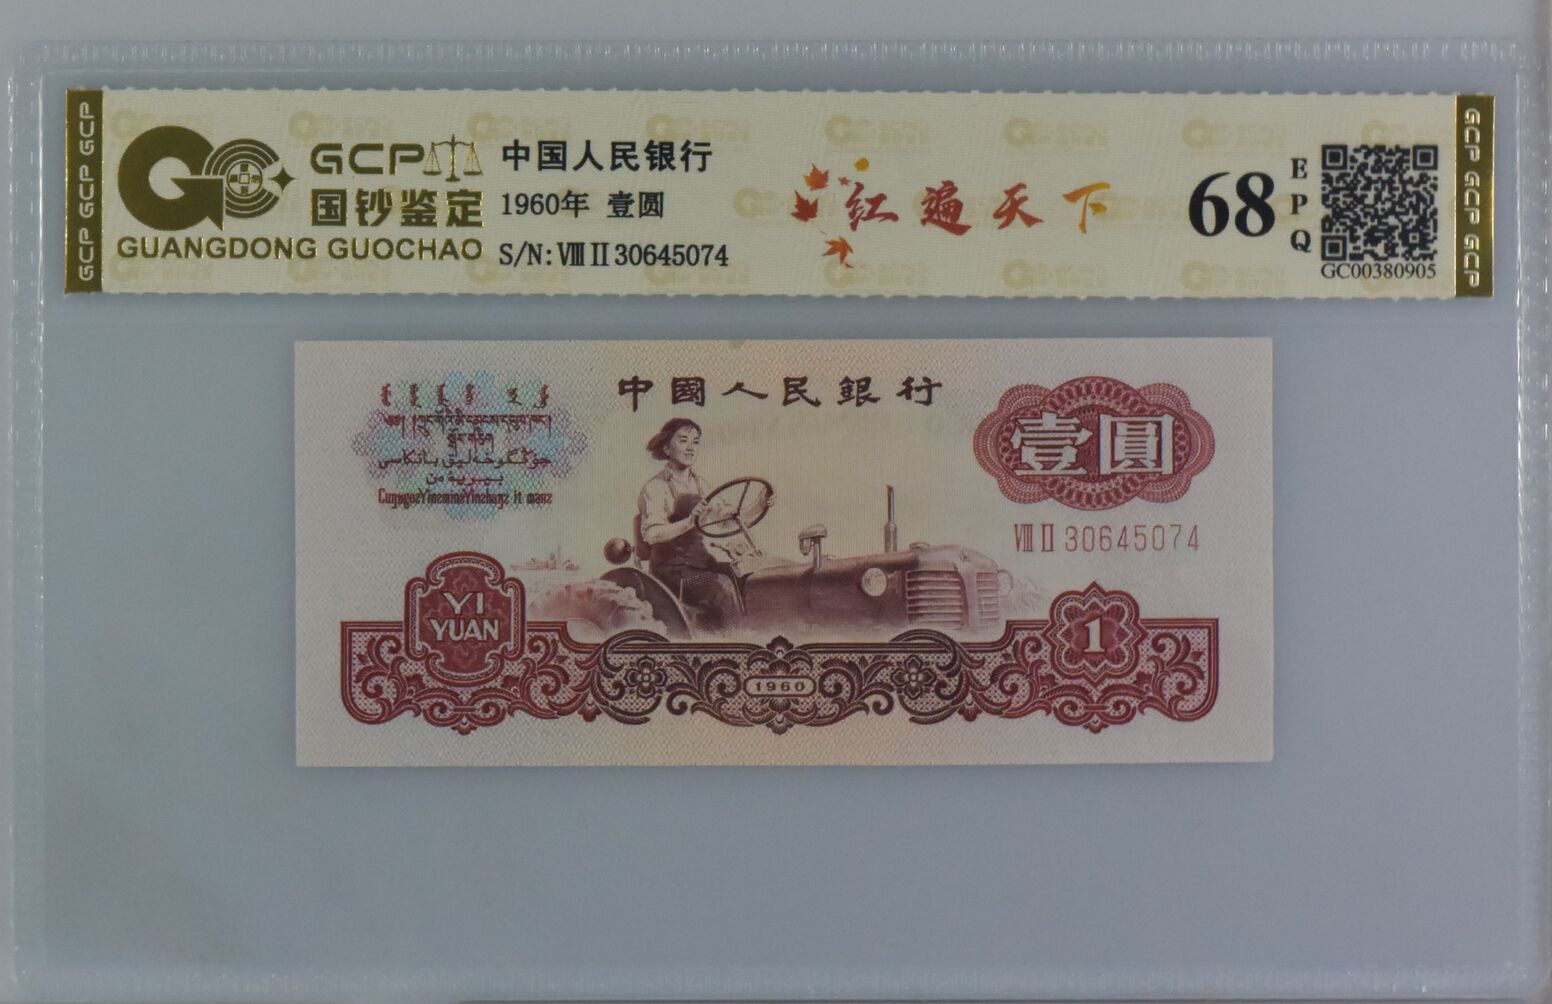 GCP GCP GCP
GCP
国钞鉴定
GUANGDONG GUOCHAO
中国人民银行
1960年 壹圆
S/N: Ⅷ Ⅱ 30645074
红遍天下
68
EPQ
GC00380905
GCP GCP GCP
中國人民銀行
壹圓
Ⅷ Ⅱ 30645074
YI
YUAN
1960
1